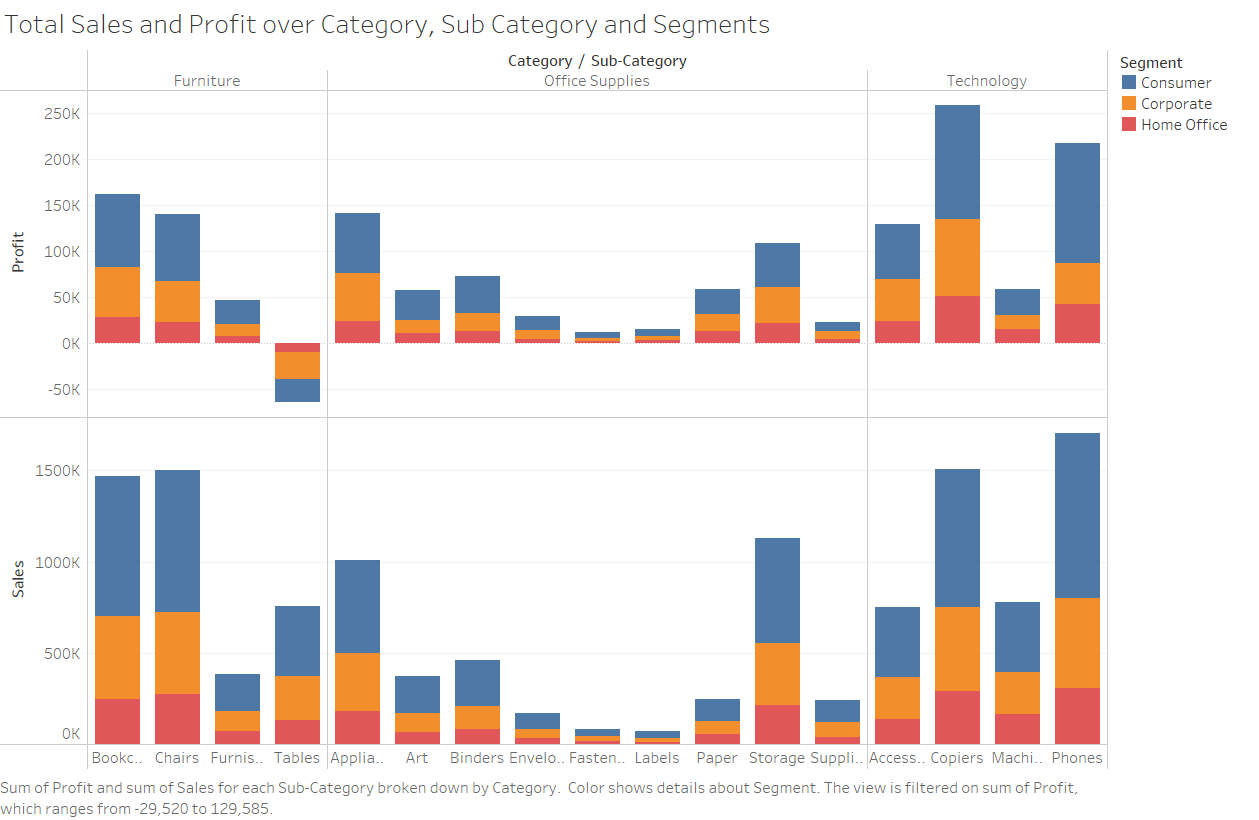 Total Sales and Profit over Category, Sub Category and Segments
Category / Sub-Category
Furniture Office Supplies Technology
Segment
Consumer
Corporate
Home Office
Profit
250K
200K
150K
100K
50K
0K
-50K
Sales
1500K
1000K
500K
0K
Bookc.. Chairs Furnis.. Tables Applia.. Art Binders Envelo.. Fasten.. Labels Paper Storage Suppli.. Access.. Copiers Machi.. Phones
Sum of Profit and sum of Sales for each Sub-Category broken down by Category.  Color shows details about Segment. The view is filtered on sum of Profit,
which ranges from -29,520 to 129,585.